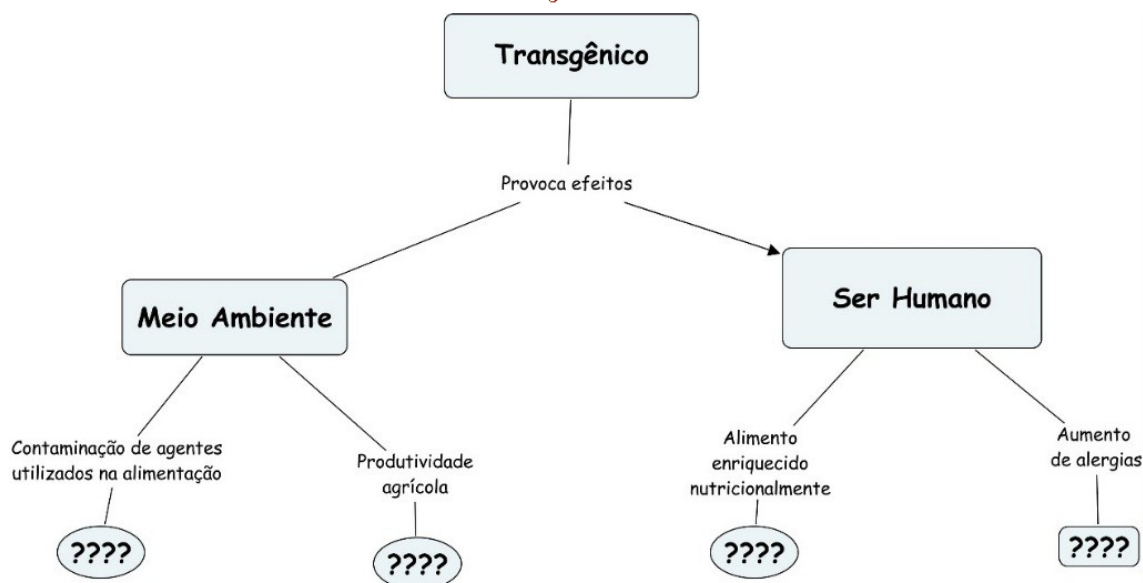 Transgênico
Provoca efeitos
Meio Ambiente
Ser Humano
Contaminação de agentes
utilizados na alimentação
Produtividade
agrícola
Alimento
enriquecido
nutricionalmente
Aumento
de alergias
????
????
????
????